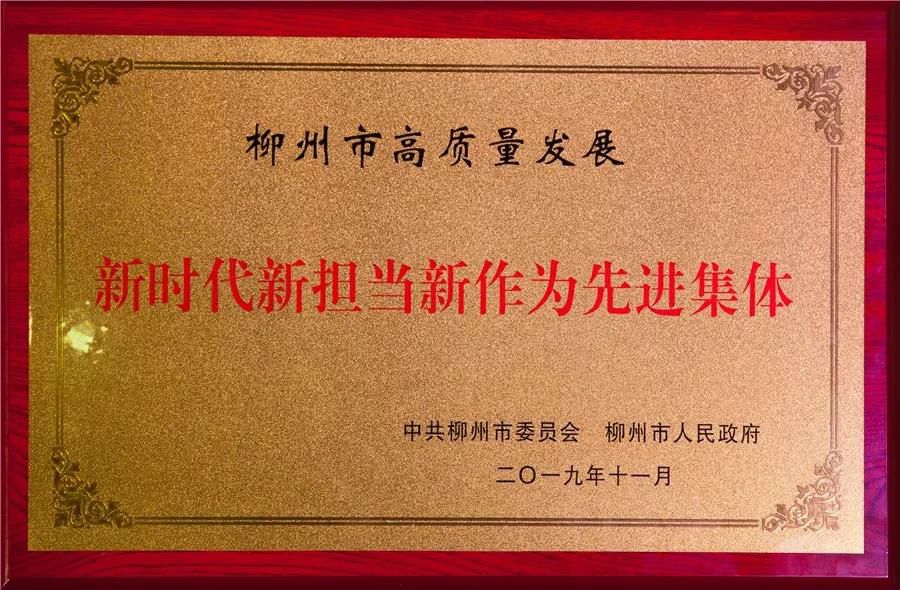 柳州市高质量发展
新时代新担当新作为先进集体
中共柳州市委员会 柳州市人民政府
二〇一九年十一月